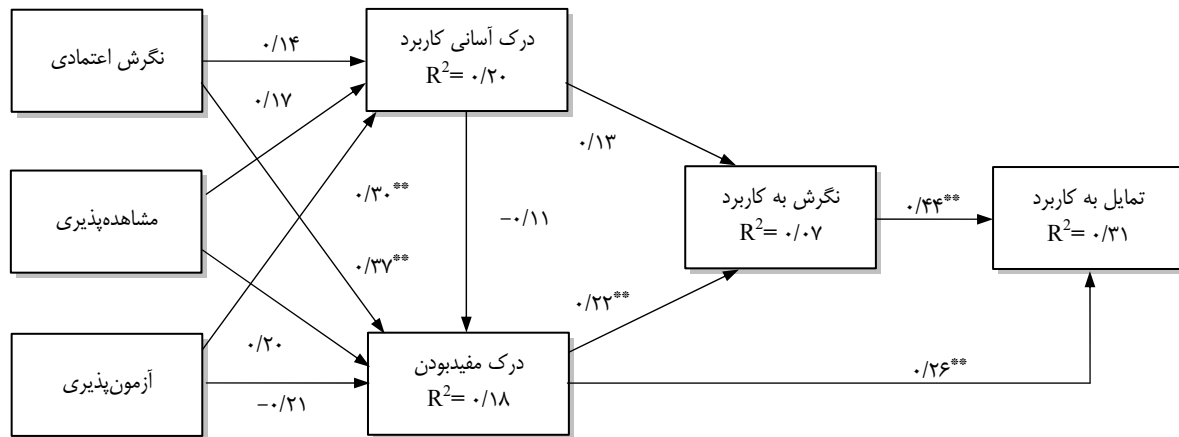 نگرش اعتمادی
۰/۱۴
درک آسانی کاربرد
R²= ۰/۲۰
۰/۱۷
۰/۱۳
مشاهده‌پذیری
۰/۳۰**
−۰/۱۱
نگرش به کاربرد
R²= ۰/۰۷
۰/۴۴**
تمایل به کاربرد
R²= ۰/۳۱
۰/۳۷**
۰/۲۲**
آزمون‌پذیری
۰/۲۰
−۰/۲۱
درک مفیدبودن
R²= ۰/۱۸
۰/۲۶**